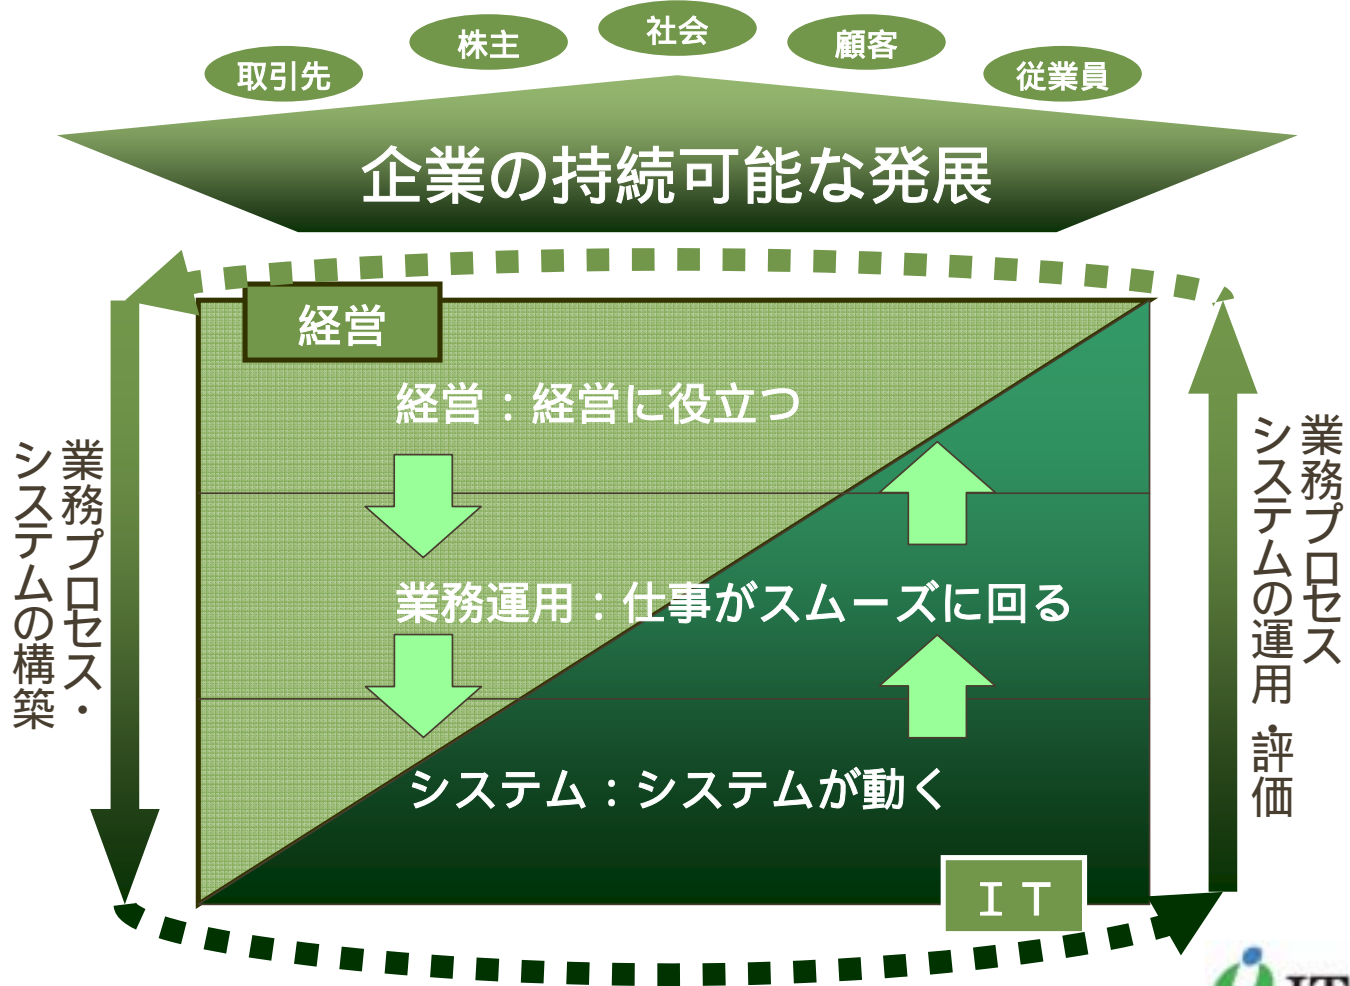 社会
株主
顧客
取引先
従業員
企業の持続可能な発展
経営
経営：経営に役立つ
業務運用：仕事がスムーズに回る
システム：システムが動く
ＩＴ
業務プロセス・
システムの構築
業務プロセス
システムの運用・評価
IT